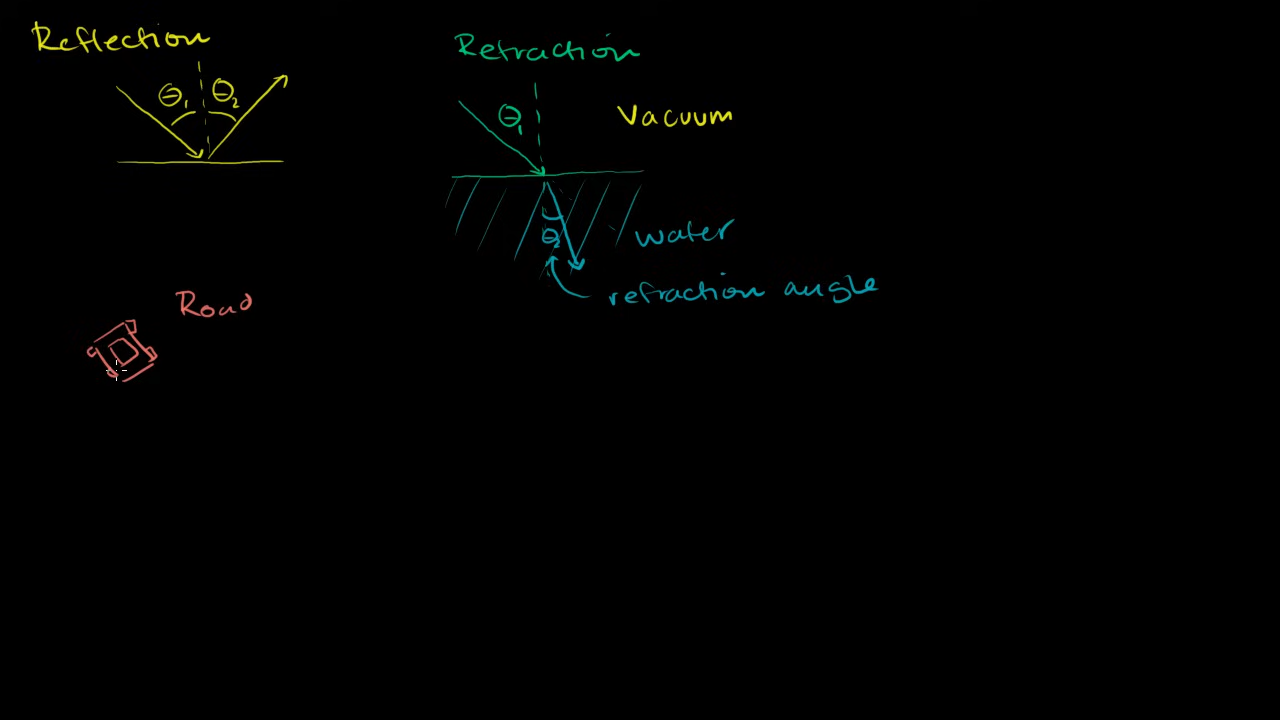 Reflection
θ₁ θ₂
Refraction
θ₁
Vacuum
θ₂
water
refraction angle
Road